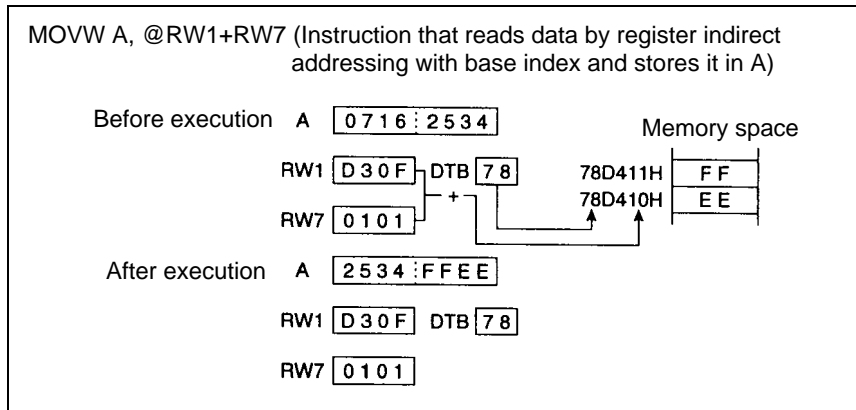 MOVW A, @RW1+RW7 (Instruction that reads data by register indirect
addressing with base index and stores it in A)
Before execution A 0716 2534 Memory space
RW1 D30F DTB 78 78D411H FF
+ 78D410H EE
RW7 0101
After execution A 2534 FFEE
RW1 D30F DTB 78
RW7 0101